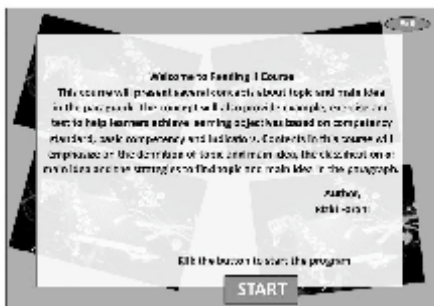 Welcome to Reading II Course
This course will present several concepts about topic and main idea
in the paragraph. The concept will also provide example, exercise and
test to help learners achieve learning objectives based on competency
standard, basic competency and indicators. Contents in this course will
emphasize on the definition of topic and main idea, the classification of
main idea and the strategies to find topic and main idea in the paragraph.
Author,
Klik the button to start the program
START